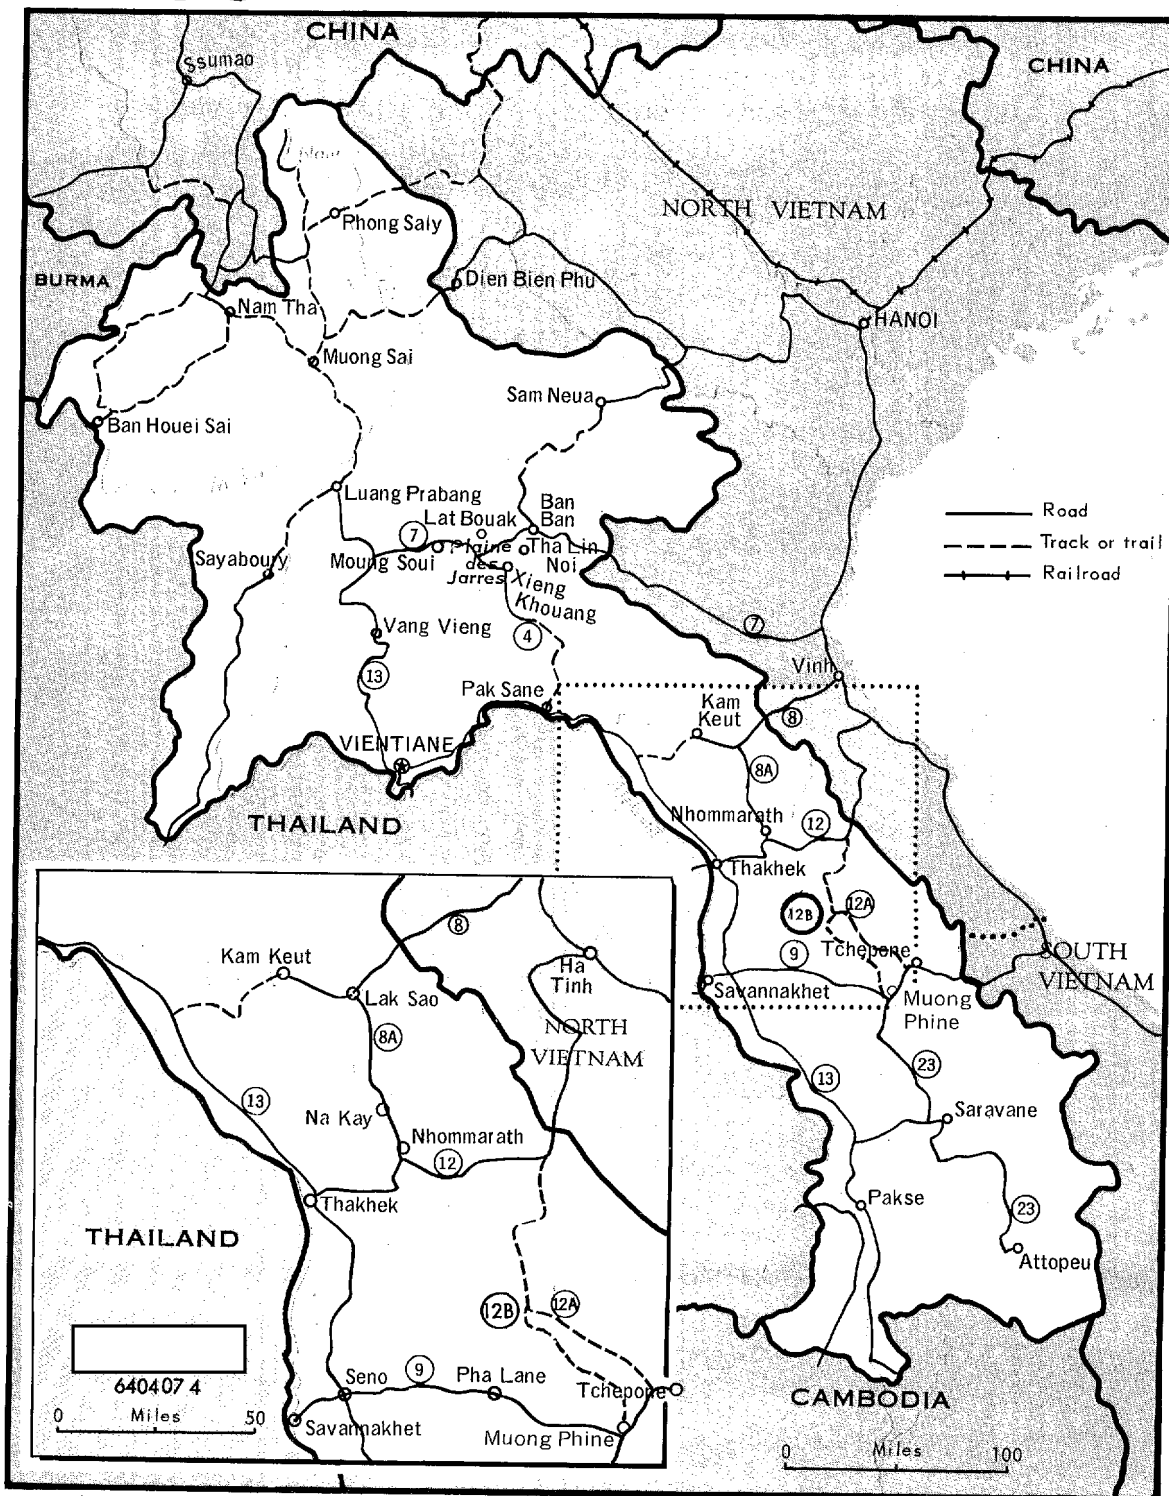 CHINA
Ssumao
CHINA
NORTH VIETNAM
Phong Saly
BURMA
Dien Bien Phu
Nam Tha
HANOI
Muong Sai
Sam Neua
Ban Houei Sai
Luang Prabang
Ban
Ban
Lat Bouak
Road
7
Plaine
des
Jarres
Tha Lin
Noi
Track or trail
Sayaboury
Moung Soui
Xieng
Khouang
Railroad
4
7
Vang Vieng
Vinh
13
Pak Sane
Kam
Keut
8
VIENTIANE
8A
THAILAND
Nhommarath
12
Thakhek
12B
12A
Tchepone
9
SOUTH
VIETNAM
Savannakhet
Muong
Phine
13
23
Saravane
Pakse
23
Attopeu
CAMBODIA
0 Miles 100
8
Kam Keut
Ha
Tinh
Lak Sao
NORTH
VIETNAM
8A
13
Na Kay
Nhommarath
12
Thakhek
THAILAND
12B
12A
Seno
9
Pha Lane
Tchepone
640407 4
Savannakhet
Muong Phine
0 Miles 50